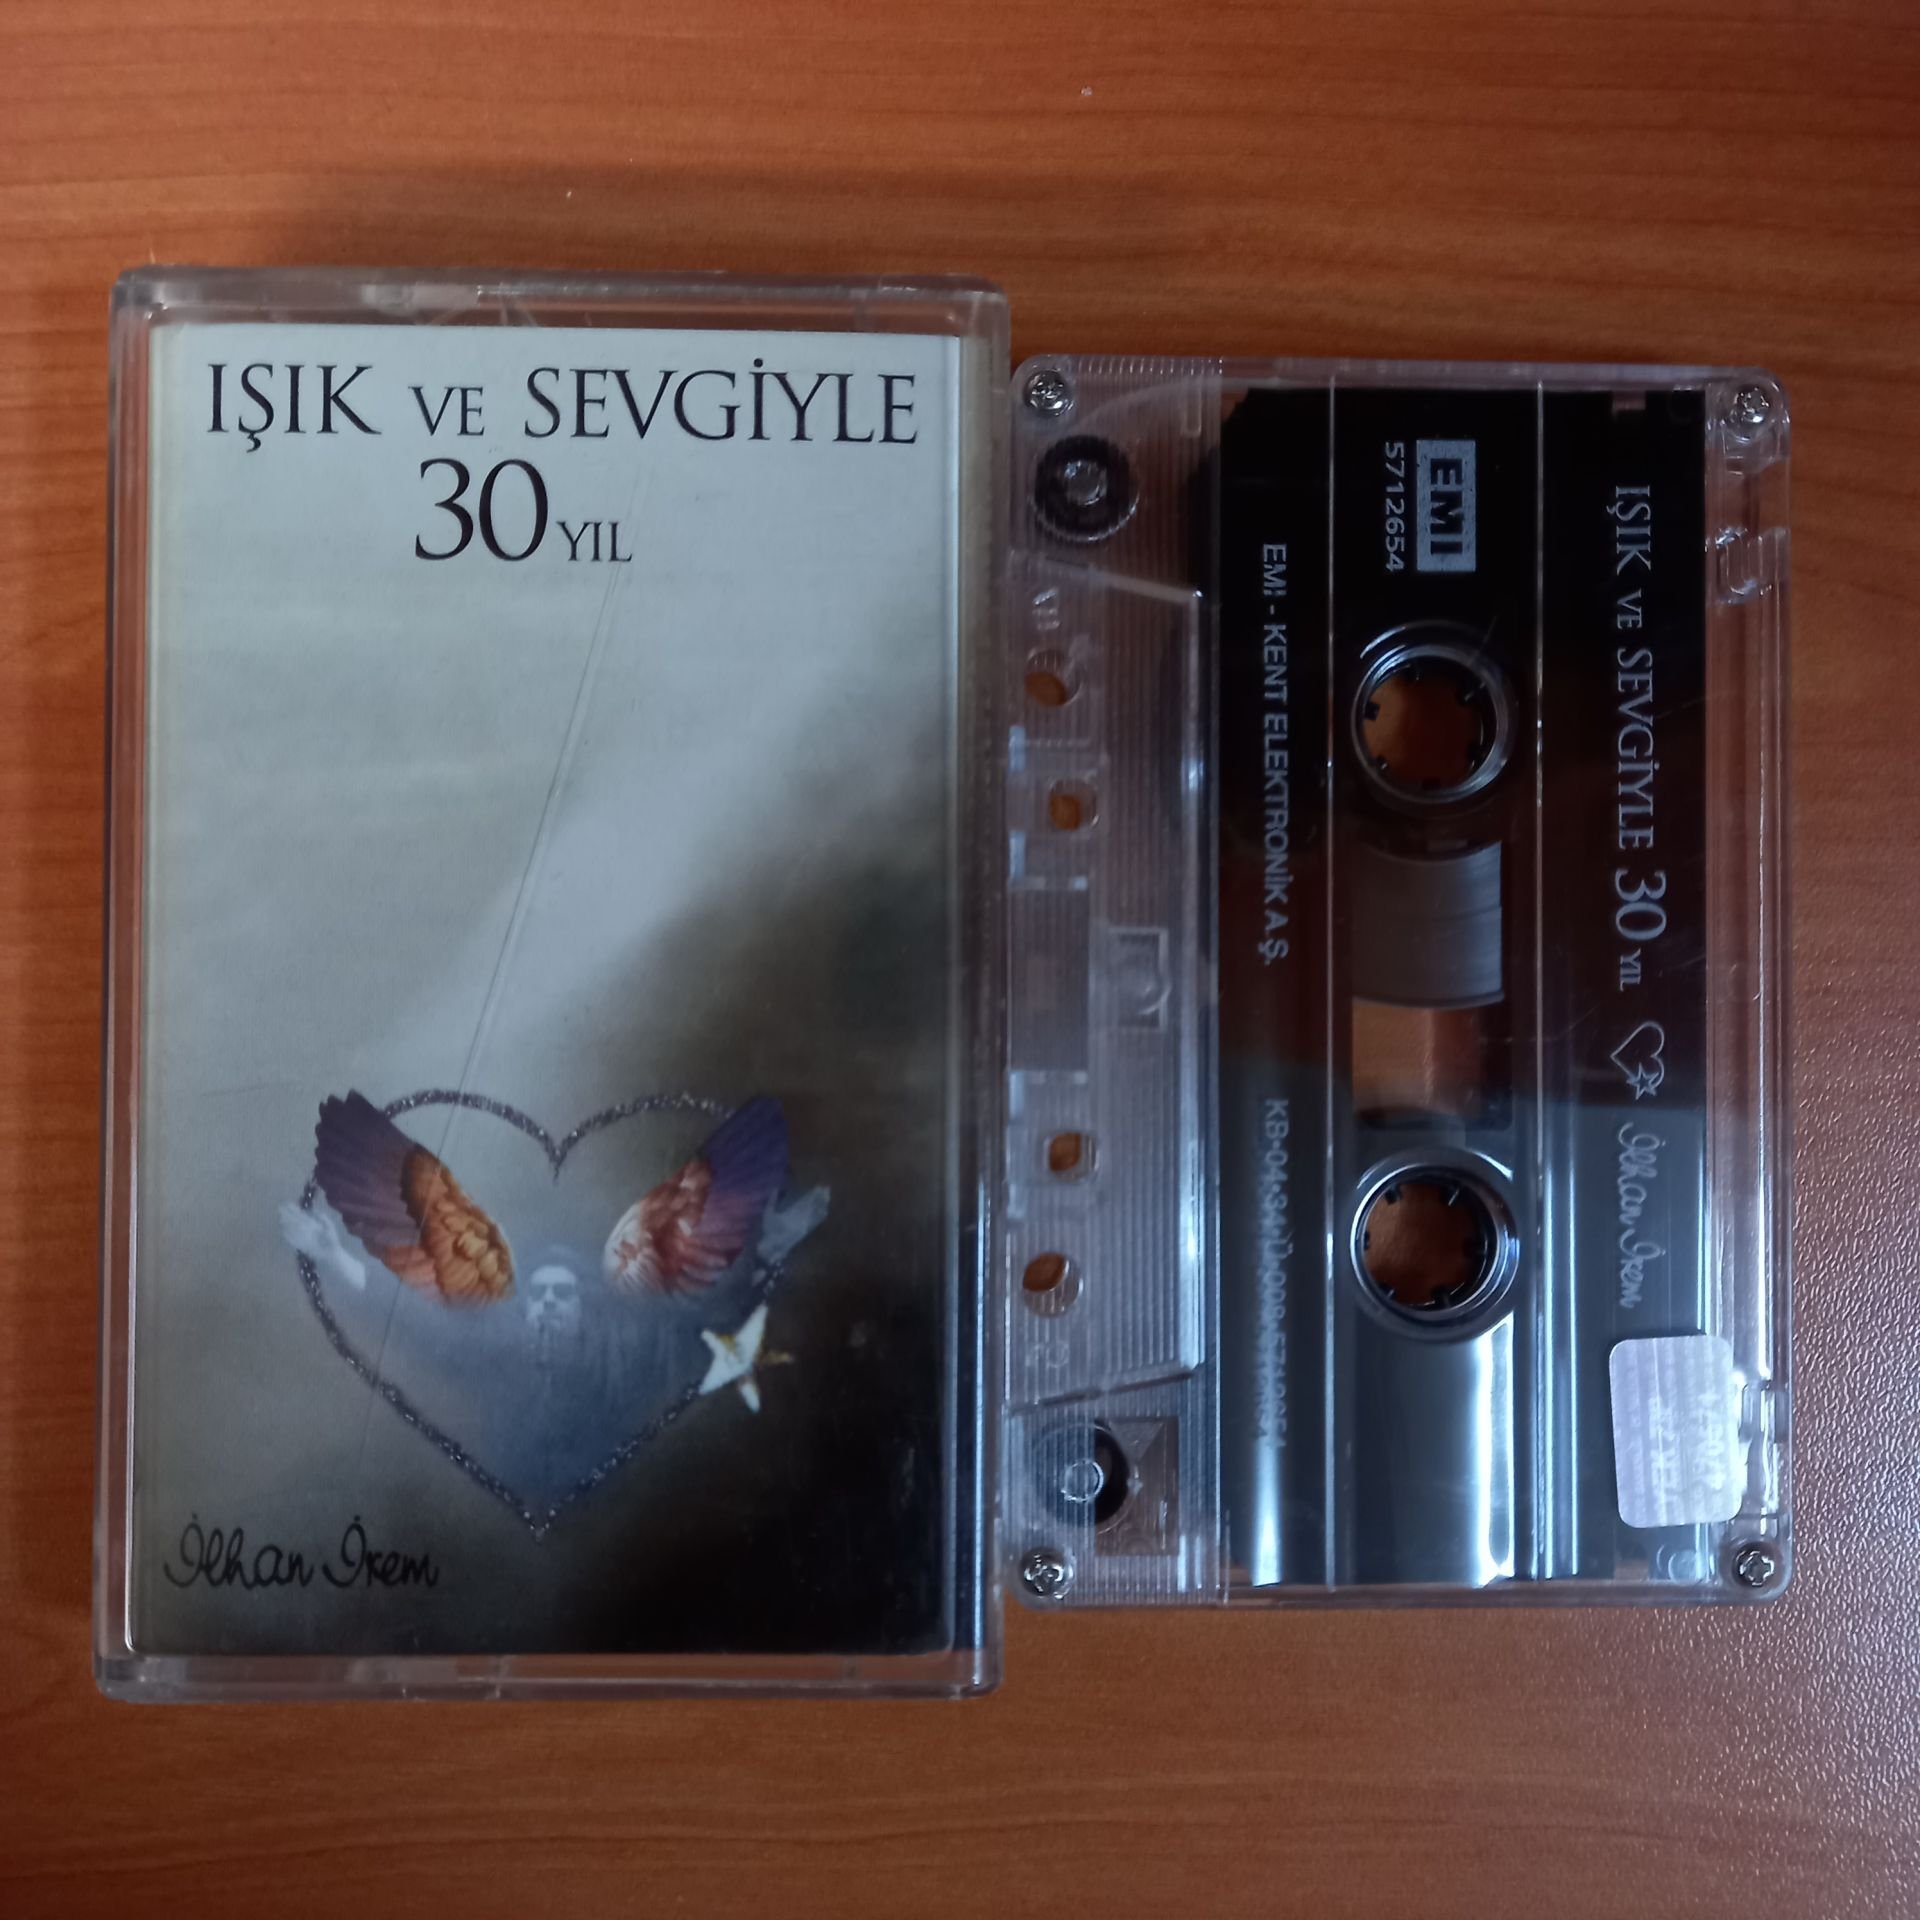 IŞIK VE SEVGİYLE
30 YIL
İlhan İrem
IŞIK VE SEVGİYLE 30 YIL İlhan İrem
EMI
5712654
EMI - KENT ELEKTRONİK A.Ş.